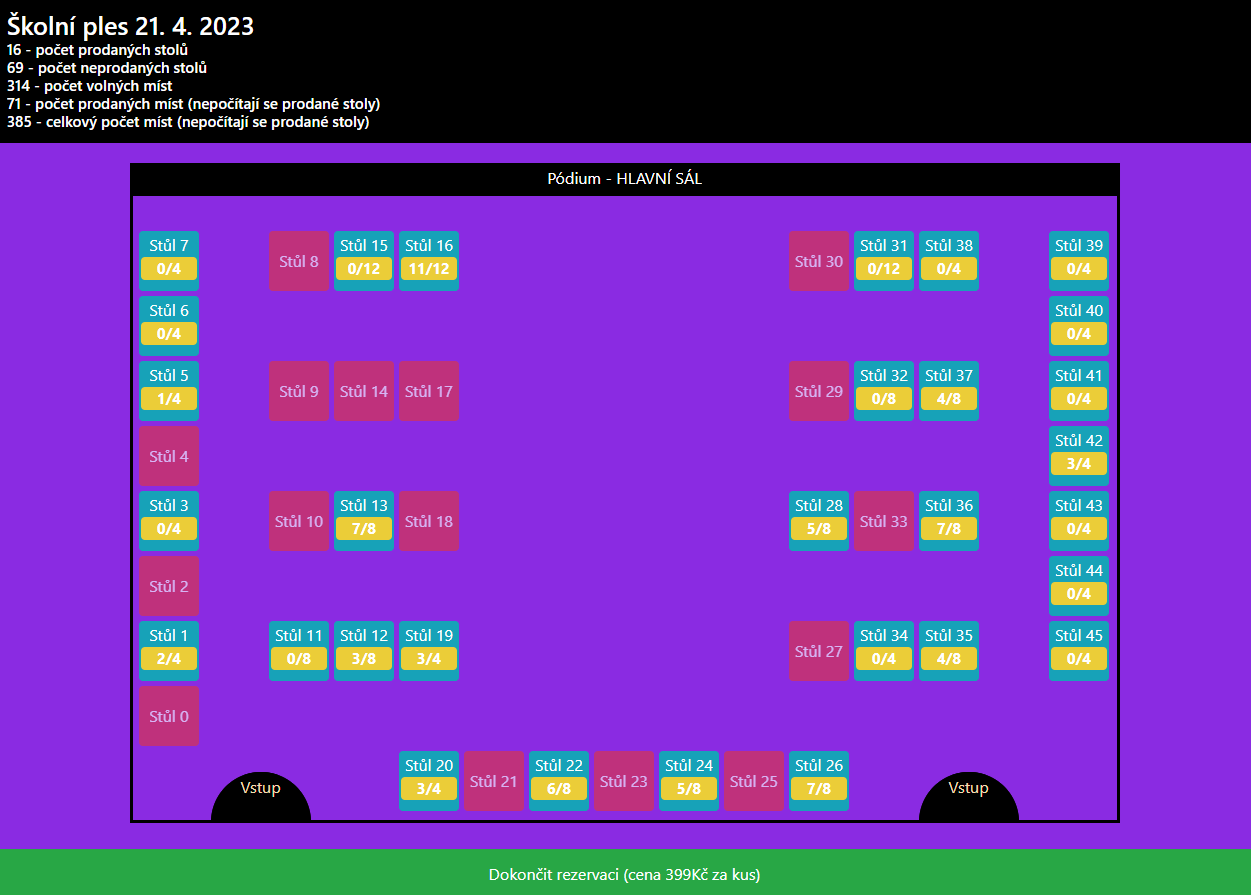 Školní ples 21. 4. 2023
16 - počet prodaných stolů
69 - počet neprodaných stolů
314 - počet volných míst
71 - počet prodaných míst (nepočítají se prodané stoly)
385 - celkový počet míst (nepočítají se prodané stoly)
Pódium - HLAVNÍ SÁL
Stůl 7 Stůl 8 Stůl 15 Stůl 16 Stůl 30 Stůl 31 Stůl 38 Stůl 39
0/4 0/12 11/12 0/12 0/4 0/4
Stůl 6 Stůl 40
0/4 0/4
Stůl 5 Stůl 9 Stůl 14 Stůl 17 Stůl 29 Stůl 32 Stůl 37 Stůl 41
1/4 0/8 4/8 0/4
Stůl 4 Stůl 42
3/4
Stůl 3 Stůl 10 Stůl 13 Stůl 18 Stůl 28 Stůl 33 Stůl 36 Stůl 43
0/4 7/8 5/8 7/8 0/4
Stůl 2 Stůl 44
0/4
Stůl 1 Stůl 11 Stůl 12 Stůl 19 Stůl 27 Stůl 34 Stůl 35 Stůl 45
2/4 0/8 3/8 3/4 0/4 4/8 0/4
Stůl 0
Stůl 20 Stůl 21 Stůl 22 Stůl 23 Stůl 24 Stůl 25 Stůl 26
3/4 6/8 5/8 7/8
Vstup Vstup
Dokončit rezervaci (cena 399Kč za kus)